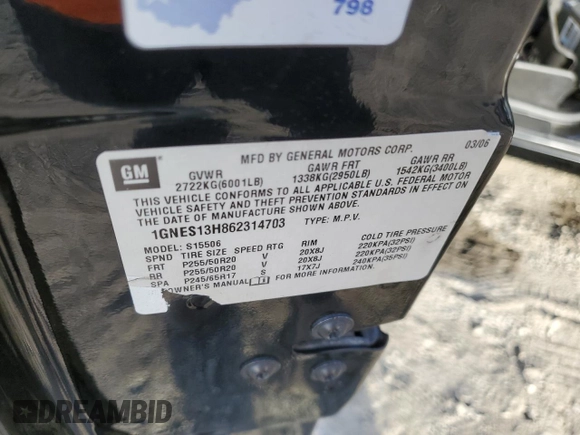 798
GM
MFD BY GENERAL MOTORS CORP. 03/06
GVWR GAWR FRT GAWR RR
2722KG(6001LB) 1338KG(2950LB) 1542KG(3400LB)
THIS VEHICLE CONFORMS TO ALL APPLICABLE U.S. FEDERAL MOTOR
VEHICLE SAFETY AND THEFT PREVENTION STANDARDS IN EFFECT ON
THE DATE OF MANUFACTURE SHOWN ABOVE.
1GNES13H862314703 TYPE: M.P.V.
MODEL: S15506
SPND TIRE SIZE SPEED RTG RIM COLD TIRE PRESSURE
FRT P255/50R20 V 20X8J 220KPA(32PSI)
RR P255/50R20 V 20X8J 220KPA(32PSI)
SPA P245/65R17 S 17X7J 240KPA(35PSI)
OWNER'S MANUAL FOR MORE INFORMATION.
DREAMBID